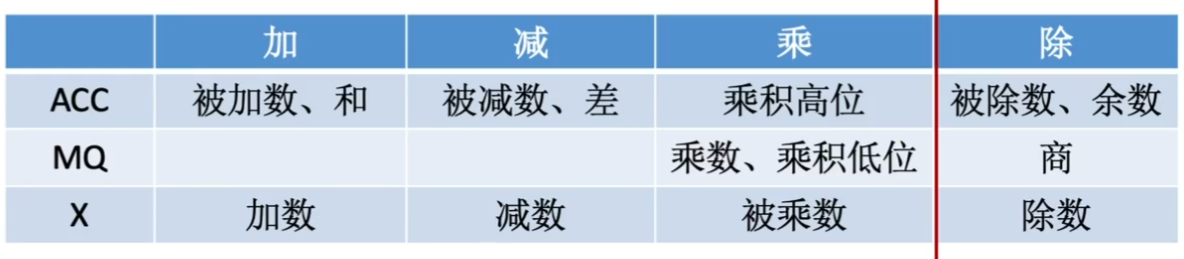 加 减 乘 除
ACC 被加数、和 被减数、差 乘积高位 被除数、余数
MQ 乘数、乘积低位 商
X 加数 减数 被乘数 除数